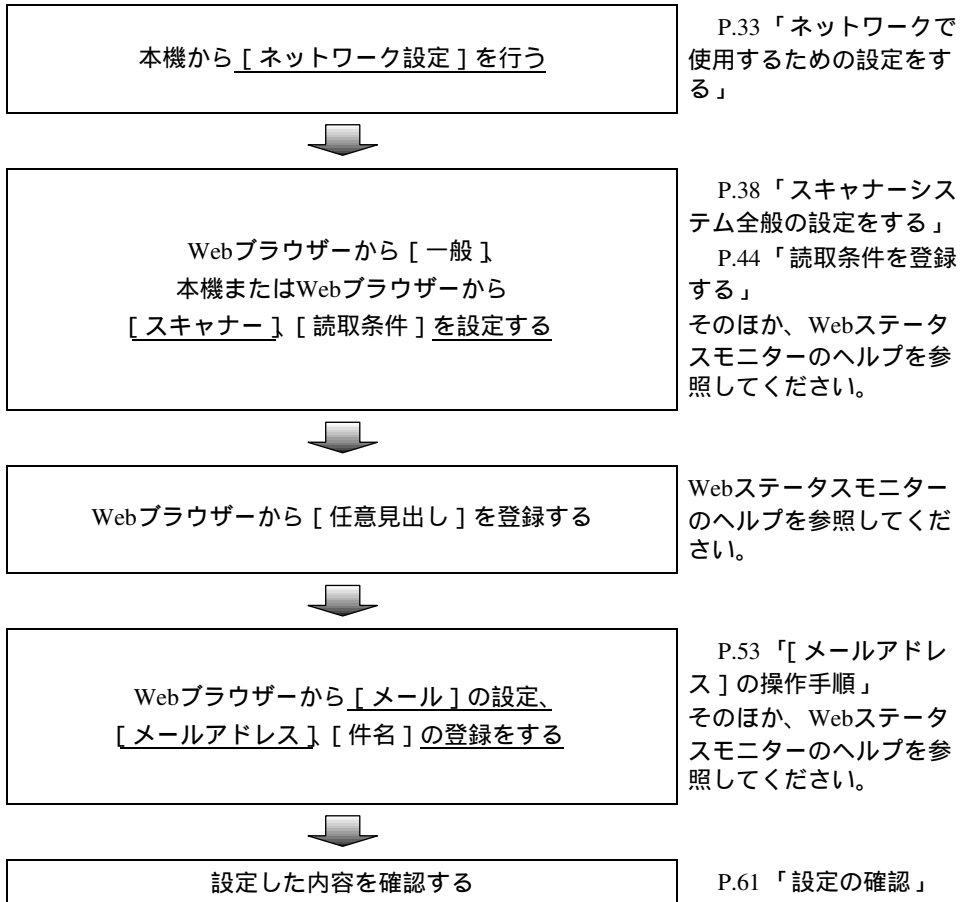 本機から［ネットワーク設定］を行う
P.33「ネットワークで
使用するための設定をす
る」
Webブラウザーから［一般］、
本機またはWebブラウザーから
［スキャナー］、［読取条件］を設定する
P.38「スキャナーシス
テム全般の設定をする」
P.44「読取条件を登録
する」
そのほか、Webステータ
スモニターのヘルプを参
照してください。
Webブラウザーから［任意見出し］を登録する
Webステータスモニター
のヘルプを参照してくだ
さい。
Webブラウザーから［メール］の設定、
［メールアドレス］、［件名］の登録をする
P.53「［メールアドレ
ス］の操作手順」
そのほか、Webステータ
スモニターのヘルプを参
照してください。
設定した内容を確認する
P.61「設定の確認」